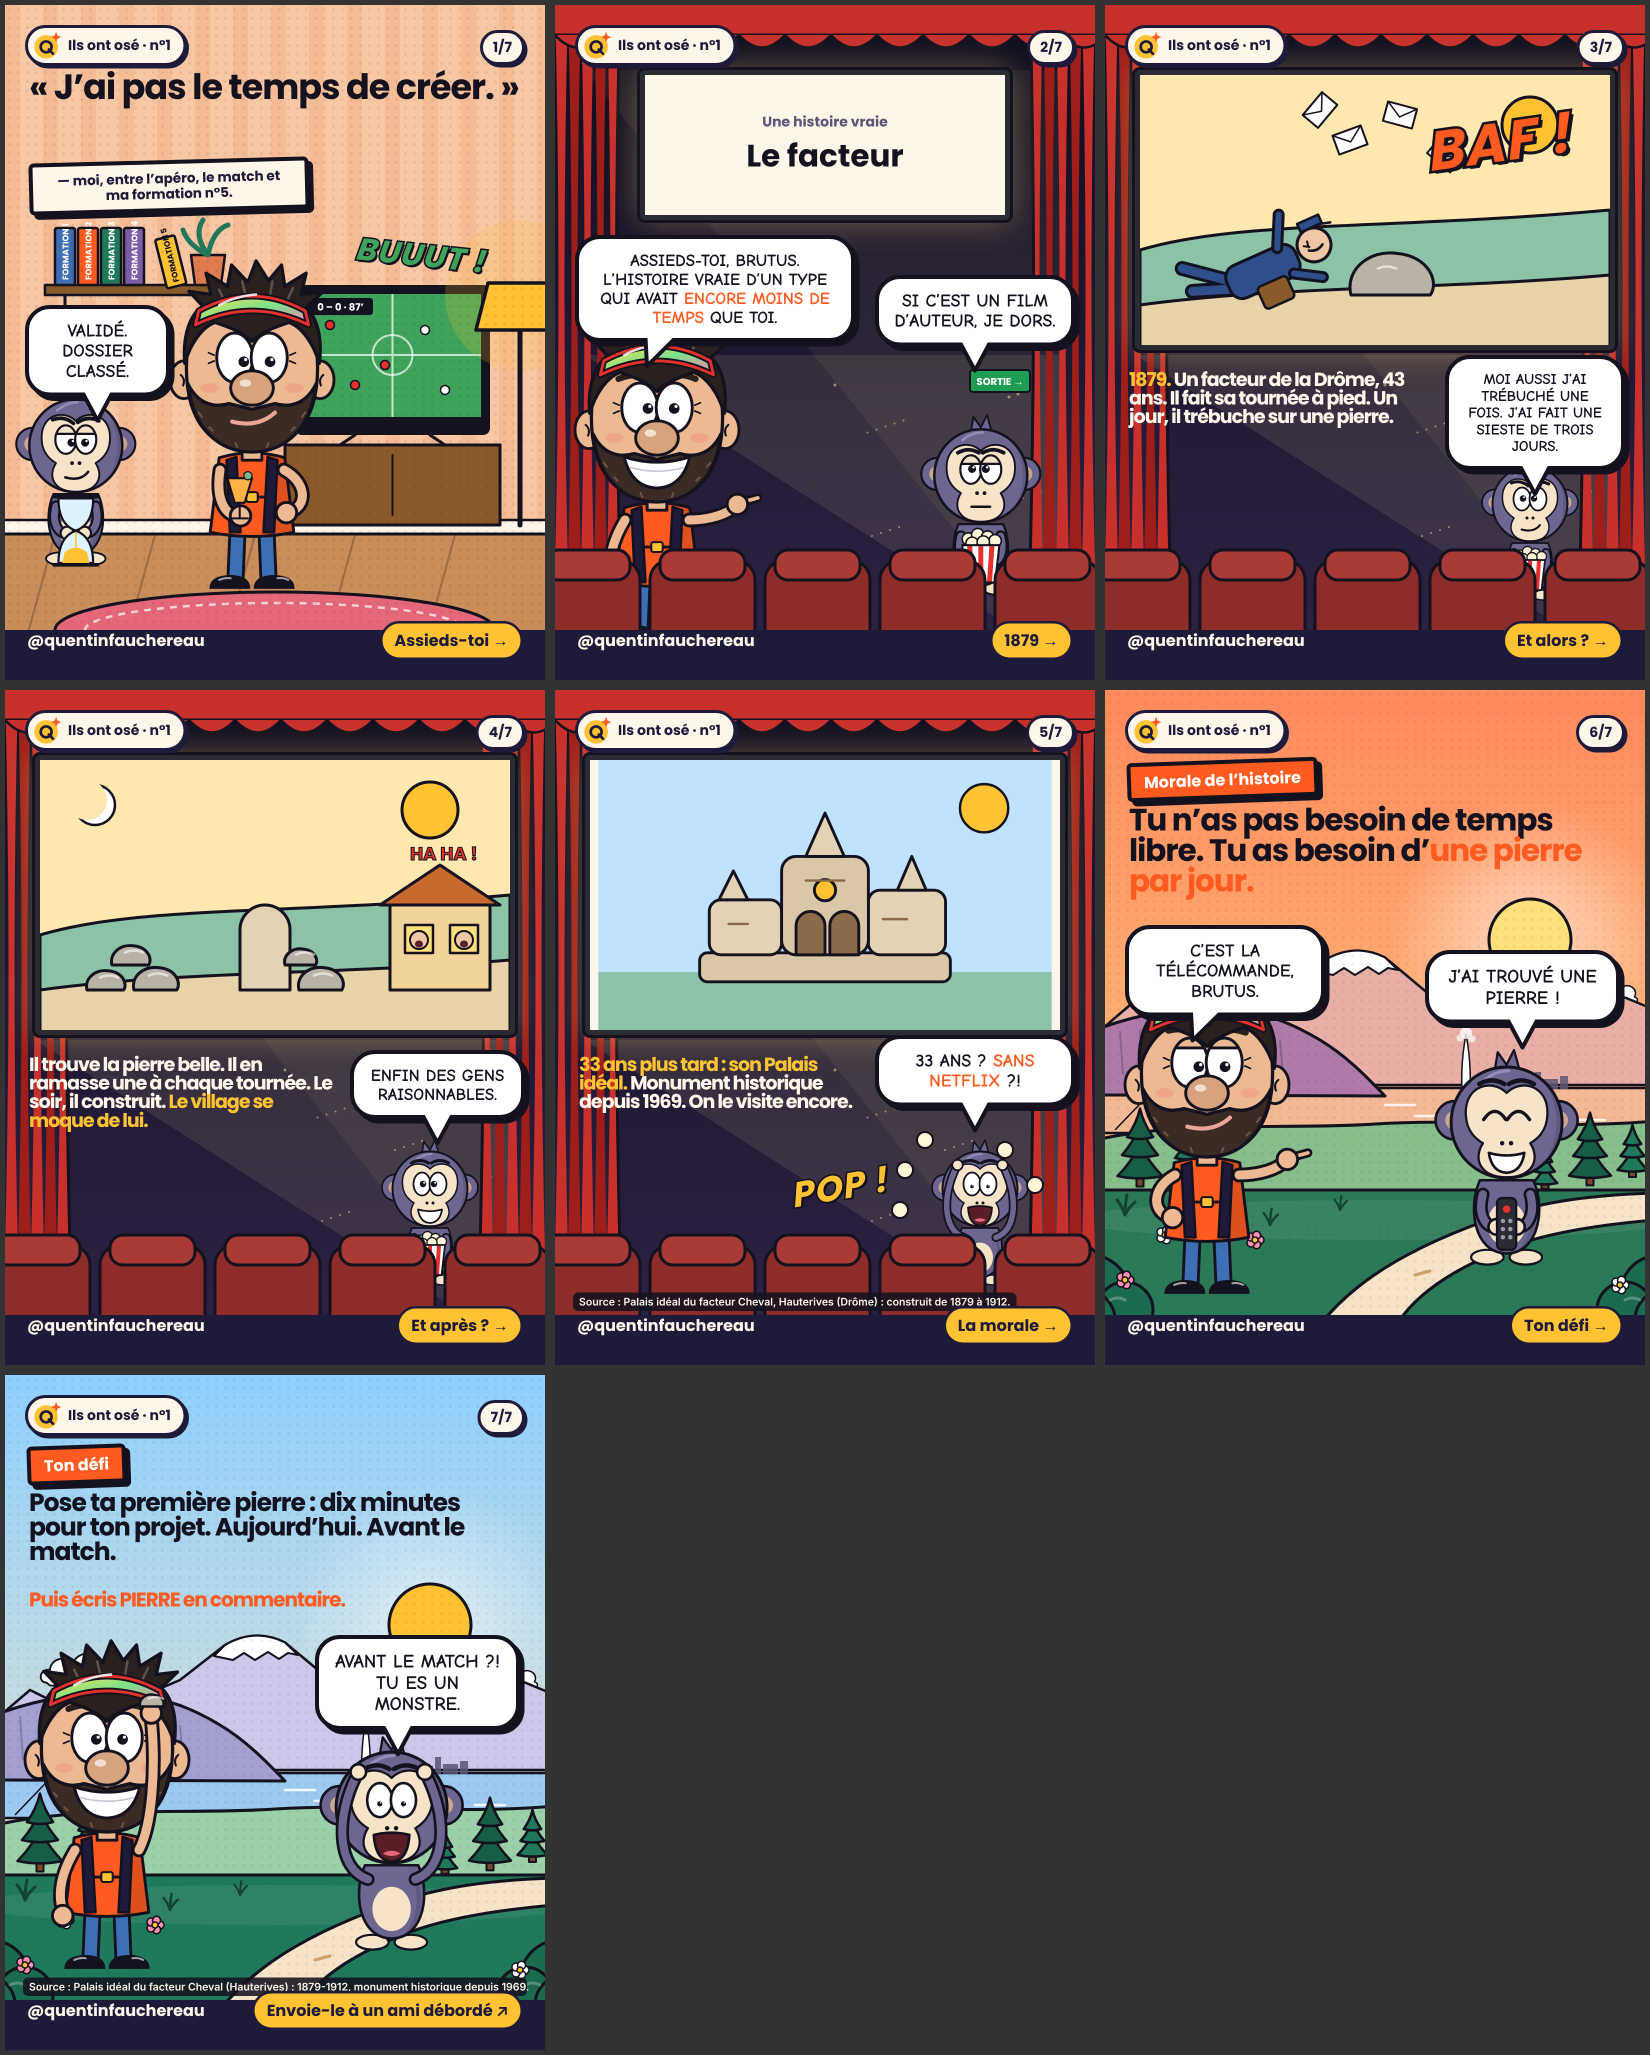 Ils ont osé · n°1
1/7
« J’ai pas le temps de créer. »
— moi, entre l’apéro, le match et
ma formation n°5.
FORMATION
FORMATION 2
FORMATION
FORMATION 4
FORMATION 5
BUUUT !
0 – 0 · 87’
VALIDÉ.
DOSSIER
CLASSÉ.
@quentinfauchereau
Assieds-toi →
Ils ont osé · n°1
2/7
Une histoire vraie
Le facteur
ASSIEDS-TOI, BRUTUS.
L’HISTOIRE VRAIE D’UN TYPE
QUI AVAIT ENCORE MOINS DE
TEMPS QUE TOI.
SI C’EST UN FILM
D’AUTEUR, JE DORS.
SORTIE →
@quentinfauchereau
1879 →
Ils ont osé · n°1
3/7
BAF !
1879. Un facteur de la Drôme, 43
ans. Il fait sa tournée à pied. Un
jour, il trébuche sur une pierre.
MOI AUSSI J’AI
TRÉBUCHÉ UNE
FOIS. J’AI FAIT UNE
SIESTE DE TROIS
JOURS.
@quentinfauchereau
Et alors ? →
Ils ont osé · n°1
4/7
HA HA !
Il trouve la pierre belle. Il en
ramasse une à chaque tournée. Le
soir, il construit. Le village se
moque de lui.
ENFIN DES GENS
RAISONNABLES.
@quentinfauchereau
Et après ? →
Ils ont osé · n°1
5/7
33 ans plus tard : son Palais
idéal. Monument historique
depuis 1969. On le visite encore.
33 ANS ? SANS
NETFLIX ?!
POP !
Source : Palais idéal du facteur Cheval, Hauterives (Drôme) : construit de 1879 à 1912.
@quentinfauchereau
La morale →
Ils ont osé · n°1
6/7
Morale de l’histoire
Tu n’as pas besoin de temps
libre. Tu as besoin d’une pierre
par jour.
C’EST LA
TÉLÉCOMMANDE,
BRUTUS.
J’AI TROUVÉ UNE
PIERRE !
@quentinfauchereau
Ton défi →
Ils ont osé · n°1
7/7
Ton défi
Pose ta première pierre : dix minutes
pour ton projet. Aujourd’hui. Avant le
match.
Puis écris PIERRE en commentaire.
AVANT LE MATCH ?!
TU ES UN
MONSTRE.
Source : Palais idéal du facteur Cheval (Hauterives) : 1879-1912, monument historique depuis 1969.
@quentinfauchereau
Envoie-le à un ami débordé ↗